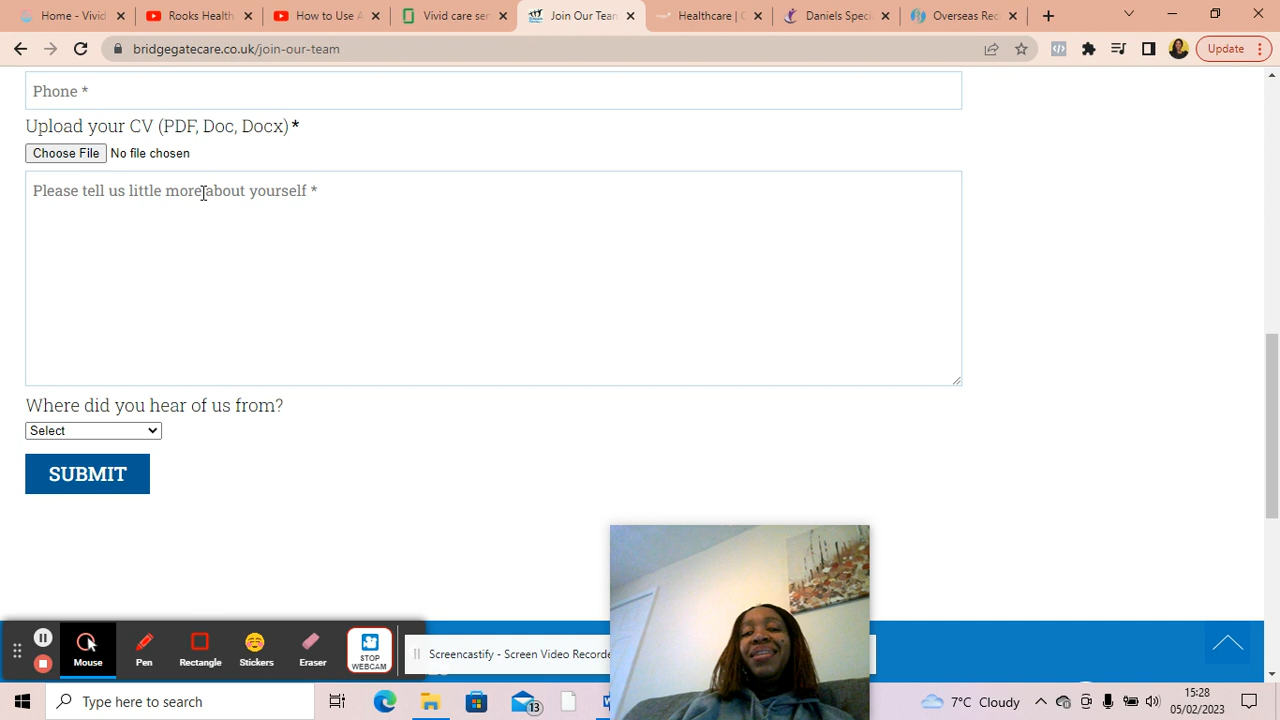 Home - Vivid
Rooks Health
How to Use A
Vivid care ser
Join Our Tea
Healthcare | C
Daniels Speci
Overseas Rec
bridgegatecare.co.uk/join-our-team
Update
Phone *
Upload your CV (PDF, Doc, Docx)*
Choose File No file chosen
Please tell us little more about yourself *
Where did you hear of us from?
Select
SUBMIT
Mouse
Pen
Rectangle
Stickers
Eraser
STOP
WEBCAM
Screencastify - Screen Video Recorde
Type here to search
13
7°C Cloudy
5:28
05/02/2023